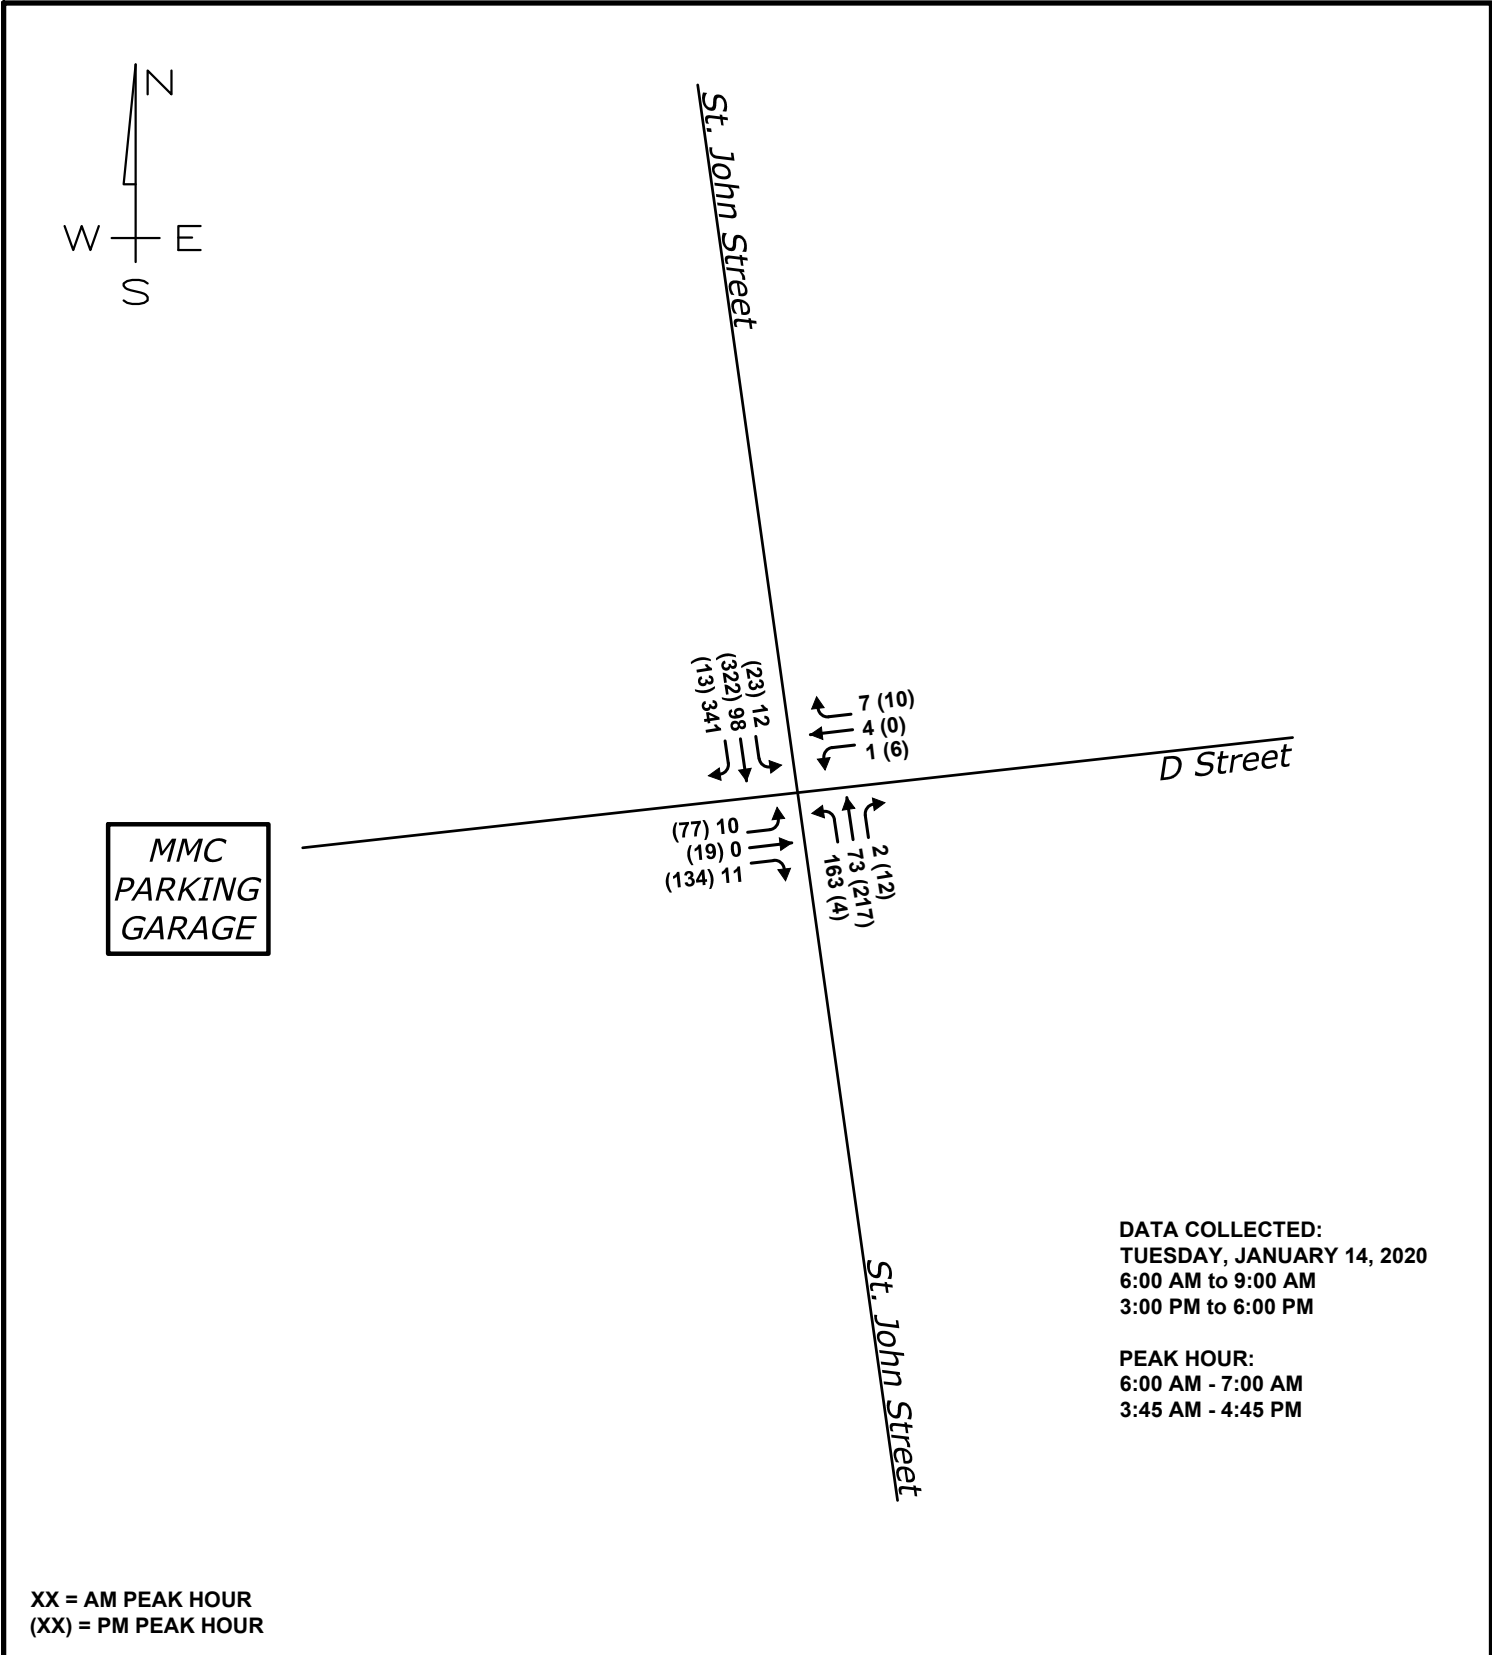 N
W E
S
St. John Street
(23) 12
(322) 98
(13) 341
7 (10)
4 (0)
1 (6)
D Street
MMC
PARKING
GARAGE
(77) 10
(19) 0
(134) 11
2 (12)
73 (217)
163 (4)
St. John Street
DATA COLLECTED:
TUESDAY, JANUARY 14, 2020
6:00 AM to 9:00 AM
3:00 PM to 6:00 PM
PEAK HOUR:
6:00 AM - 7:00 AM
3:45 AM - 4:45 PM
XX = AM PEAK HOUR
(XX) = PM PEAK HOUR